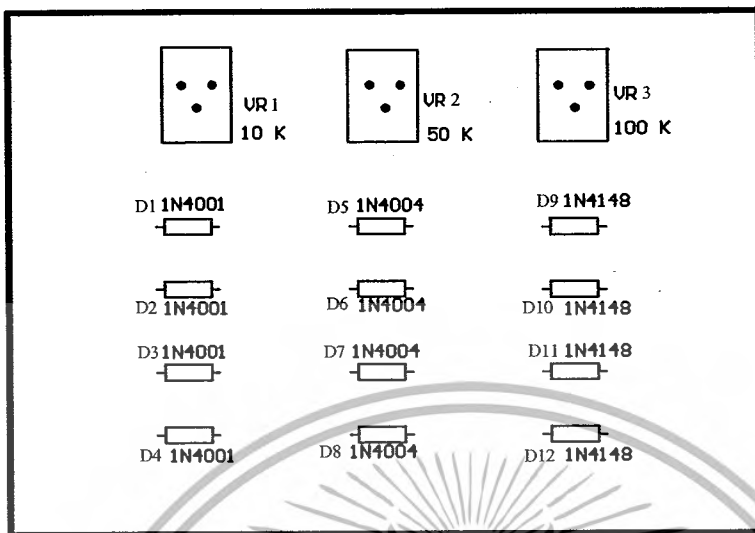 VR 1
10 K
VR 2
50 K
VR 3
100 K
D1 1N4001
D5 1N4004
D9 1N4148
D2 1N4001
D6 1N4004
D10 1N4148
D3 1N4001
D7 1N4004
D11 1N4148
D4 1N4001
D8 1N4004
D12 1N4148